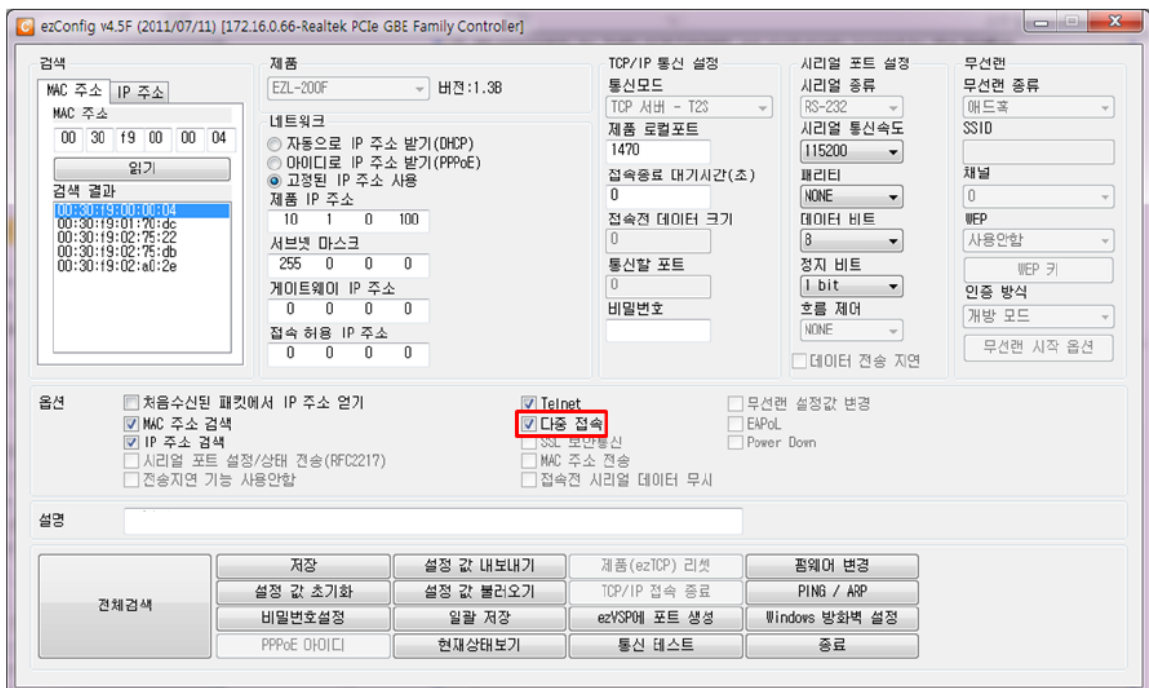 ezConfig v4.5F (2011/07/11) [172.16.0.66-Realtek PCIe GBE Family Controller]
검색
MAC 주소 IP 주소
MAC 주소
00 30 f9 00 00 04
읽기
검색 결과
00:30:f9:00:00:04
00:30:f9:01:70:dc
00:30:f9:02:75:22
00:30:f9:02:75:db
00:30:f9:02:a0:2e
제품
EZL-200F 버전:1.3B
네트워크
자동으로 IP 주소 받기(DHCP)
아이디로 IP 주소 받기(PPPoE)
고정된 IP 주소 사용
제품 IP 주소
10 1 0 100
서브넷 마스크
255 0 0 0
게이트웨이 IP 주소
0 0 0 0
접속 허용 IP 주소
0 0 0 0
TCP/IP 통신 설정
통신모드
TCP 서버 - T2S
제품 로컬포트
1470
접속종료 대기시간(초)
0
접속전 데이터 크기
0
통신할 포트
0
비밀번호
시리얼 포트 설정
시리얼 종류
RS-232
시리얼 통신속도
115200
패리티
NONE
데이터 비트
8
정지 비트
1 bit
흐름 제어
NONE
데이터 전송 지연
무선랜
무선랜 종류
애드혹
SSID
채널
0
WEP
사용안함
WEP 키
인증 방식
개방 모드
무선랜 시작 옵션
옵션
처음수신된 패킷에서 IP 주소 얻기
MAC 주소 검색
IP 주소 검색
시리얼 포트 설정/상태 전송(RFC2217)
전송지연 기능 사용안함
Telnet
다중 접속
SSL 보안통신
MAC 주소 전송
접속전 시리얼 데이터 무시
무선랜 설정값 변경
EAPoL
Power Down
설명
전체검색
저장 설정 값 내보내기 제품(ezTCP) 리셋 펌웨어 변경
설정 값 초기화 설정 값 불러오기 TCP/IP 접속 종료 PING / ARP
비밀번호설정 일괄 저장 ezVSP에 포트 생성 Windows 방화벽 설정
PPPoE 아이디 현재상태보기 통신 테스트 종료